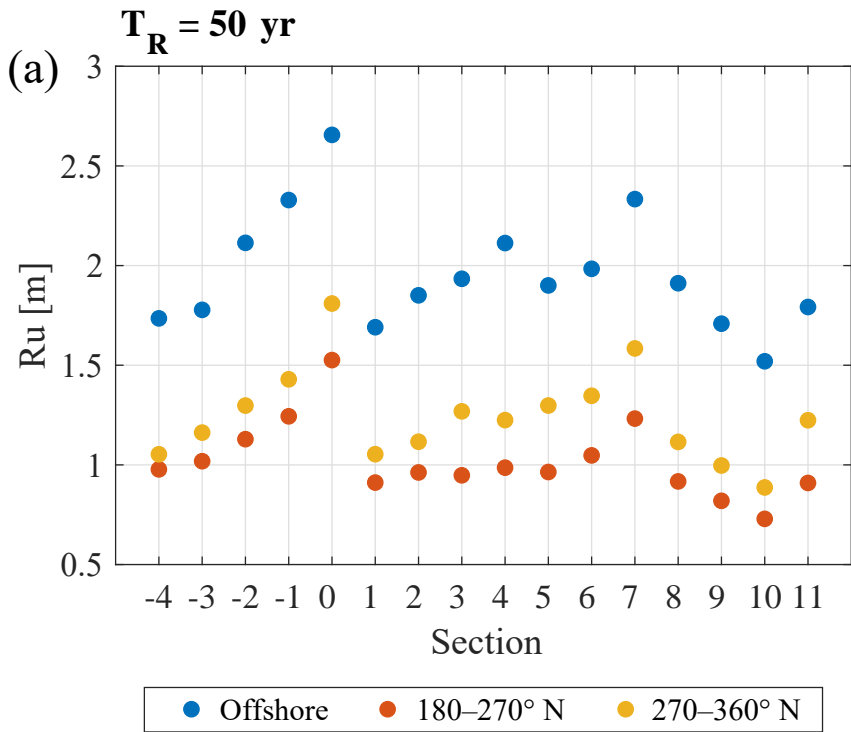 T_R = 50 yr
(a)
3
2.5
2
1.5
1
0.5
Ru [m]
-4 -3 -2 -1 0 1 2 3 4 5 6 7 8 9 10 11
Section
Offshore 180–270° N 270–360° N